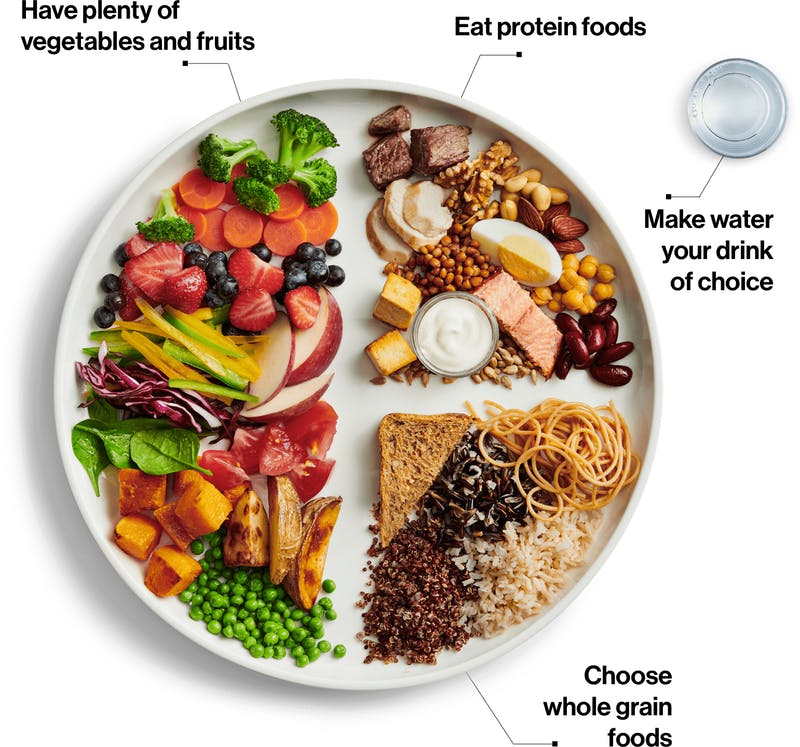 Have plenty of
vegetables and fruits
Eat protein foods
Make water
your drink
of choice
Choose
whole grain
foods